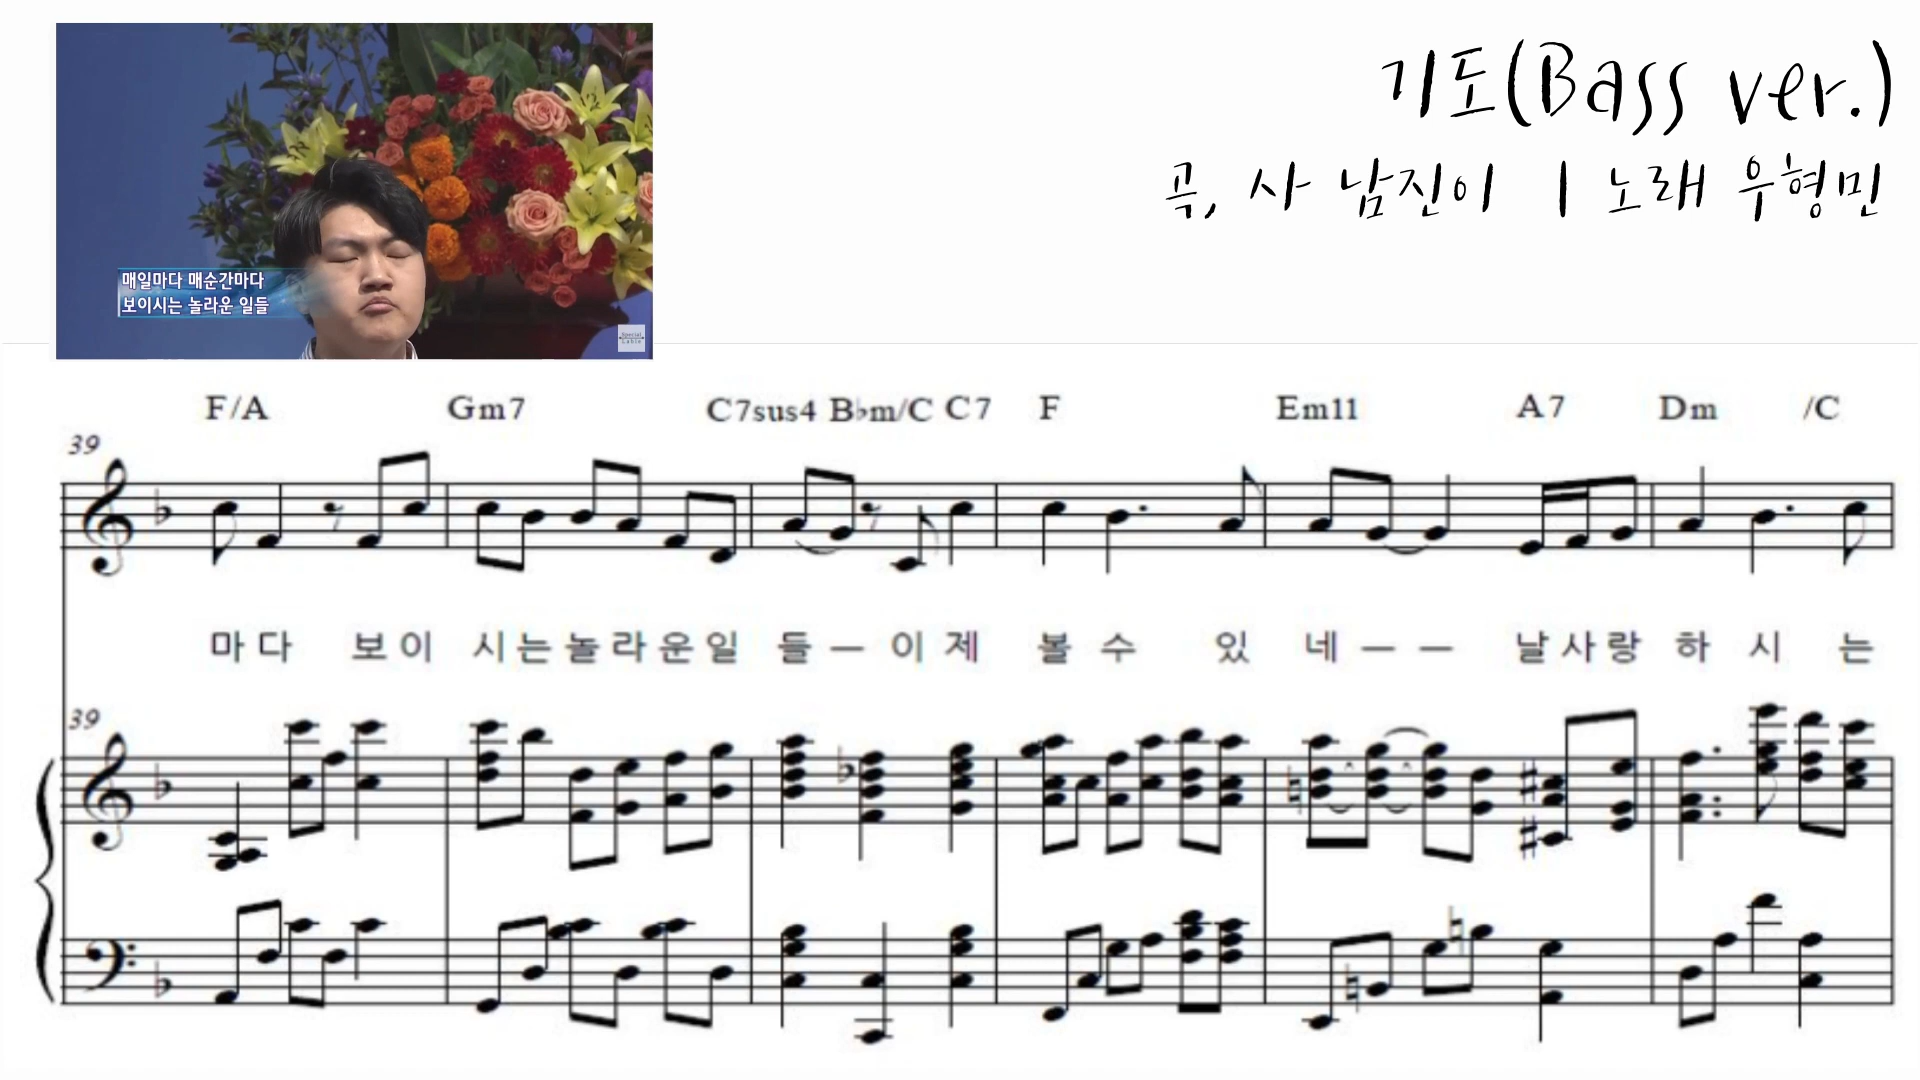 기도(Bass ver.)
곡, 사 남진이 | 노래 우형민
매일마다 매순간마다
보이시는 놀라운 일들
F/A Gm7 C7sus4 B♭m/C C7 F Em11 A7 Dm /C
39
마다 보이 시는놀라운일 들 — 이 제 볼 수 있 네 — — 날사랑 하 시 는
39